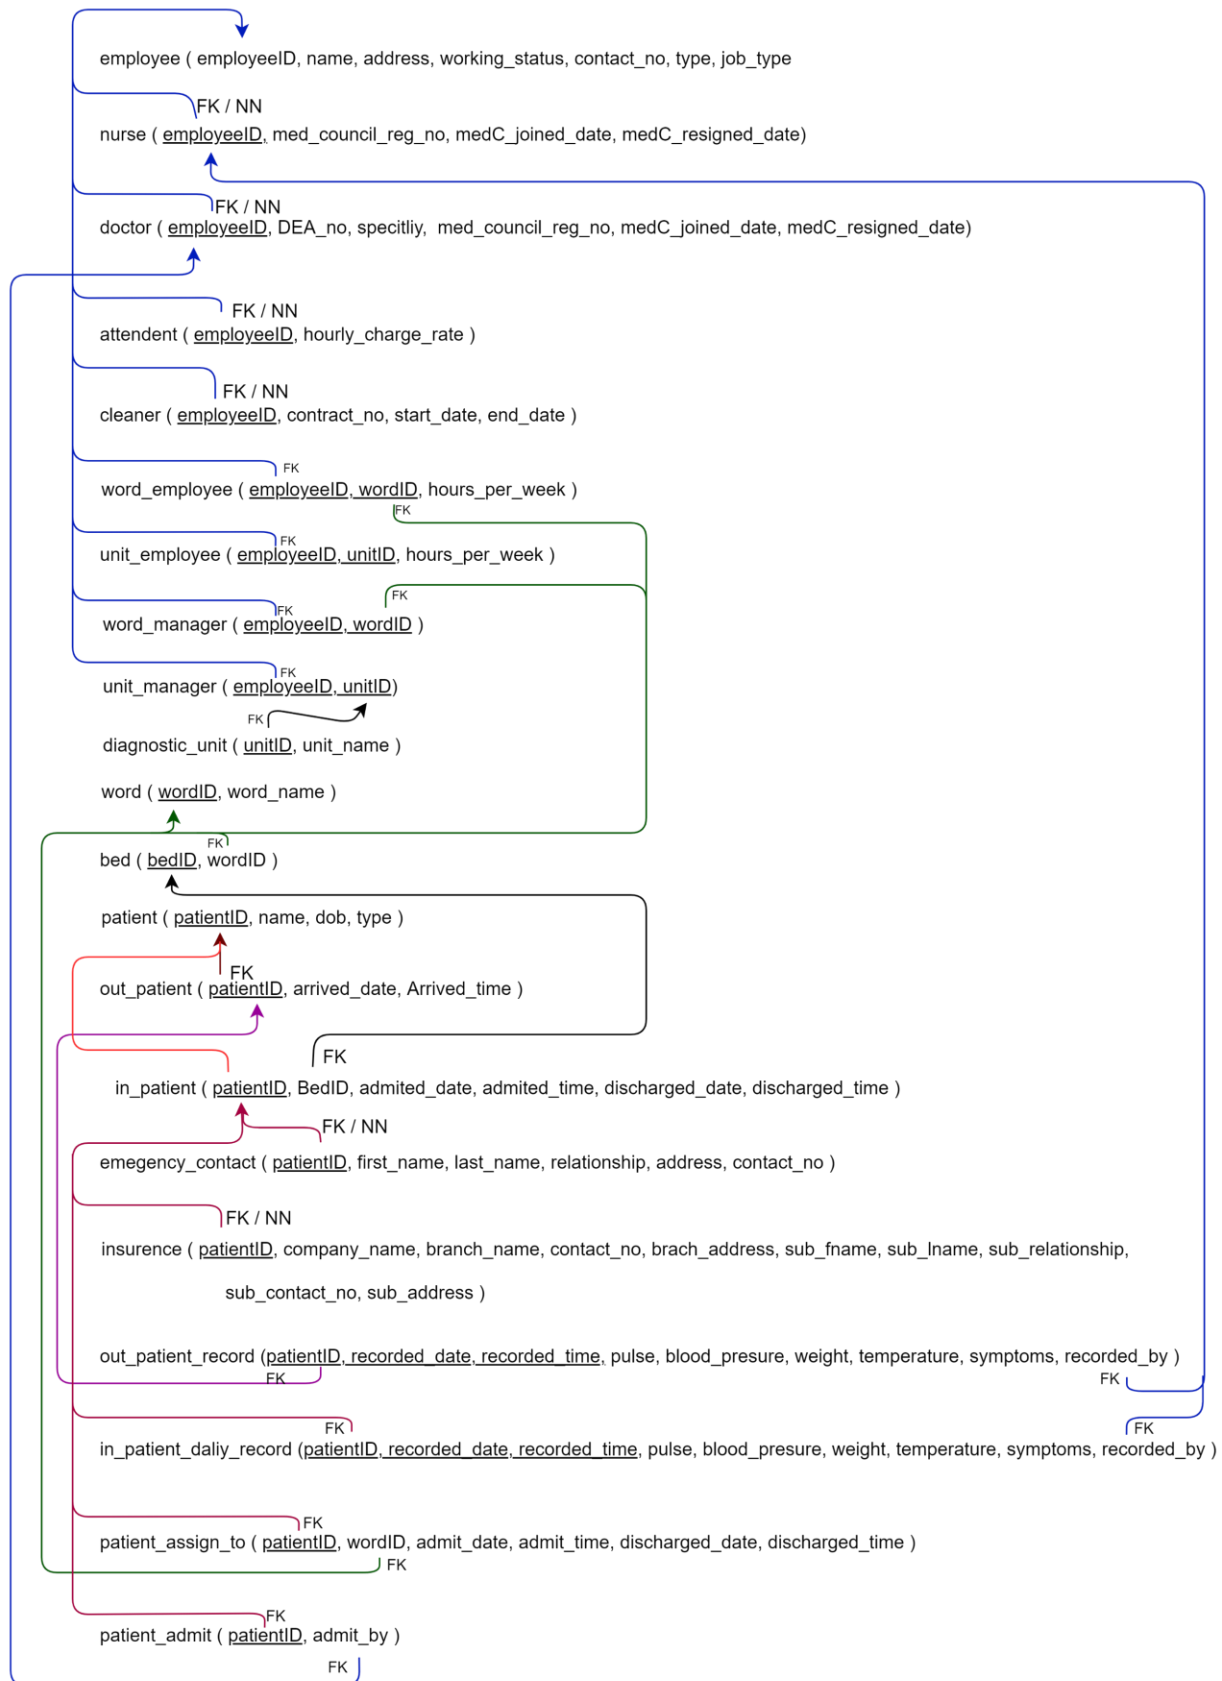 employee ( employeeID, name, address, working_status, contact_no, type, job_type
FK / NN
nurse ( employeeID, med_council_reg_no, medC_joined_date, medC_resigned_date)
FK / NN
doctor ( employeeID, DEA_no, specitliy, med_council_reg_no, medC_joined_date, medC_resigned_date)
FK / NN
attendent ( employeeID, hourly_charge_rate )
FK / NN
cleaner ( employeeID, contract_no, start_date, end_date )
FK
word_employee ( employeeID, wordID, hours_per_week )
FK
FK
unit_employee ( employeeID, unitID, hours_per_week )
FK
FK
word_manager ( employeeID, wordID )
FK
unit_manager ( employeeID, unitID)
FK
diagnostic_unit ( unitID, unit_name )
word ( wordID, word_name )
FK
bed ( bedID, wordID )
patient ( patientID, name, dob, type )
FK
out_patient ( patientID, arrived_date, Arrived_time )
FK
in_patient ( patientID, BedID, admited_date, admited_time, discharged_date, discharged_time )
FK / NN
emegency_contact ( patientID, first_name, last_name, relationship, address, contact_no )
FK / NN
insurence ( patientID, company_name, branch_name, contact_no, brach_address, sub_fname, sub_lname, sub_relationship,
sub_contact_no, sub_address )
out_patient_record (patientID, recorded_date, recorded_time, pulse, blood_presure, weight, temperature, symptoms, recorded_by )
FK FK
FK FK
in_patient_daliy_record (patientID, recorded_date, recorded_time, pulse, blood_presure, weight, temperature, symptoms, recorded_by )
FK
patient_assign_to ( patientID, wordID, admit_date, admit_time, discharged_date, discharged_time )
FK
FK
patient_admit ( patientID, admit_by )
FK